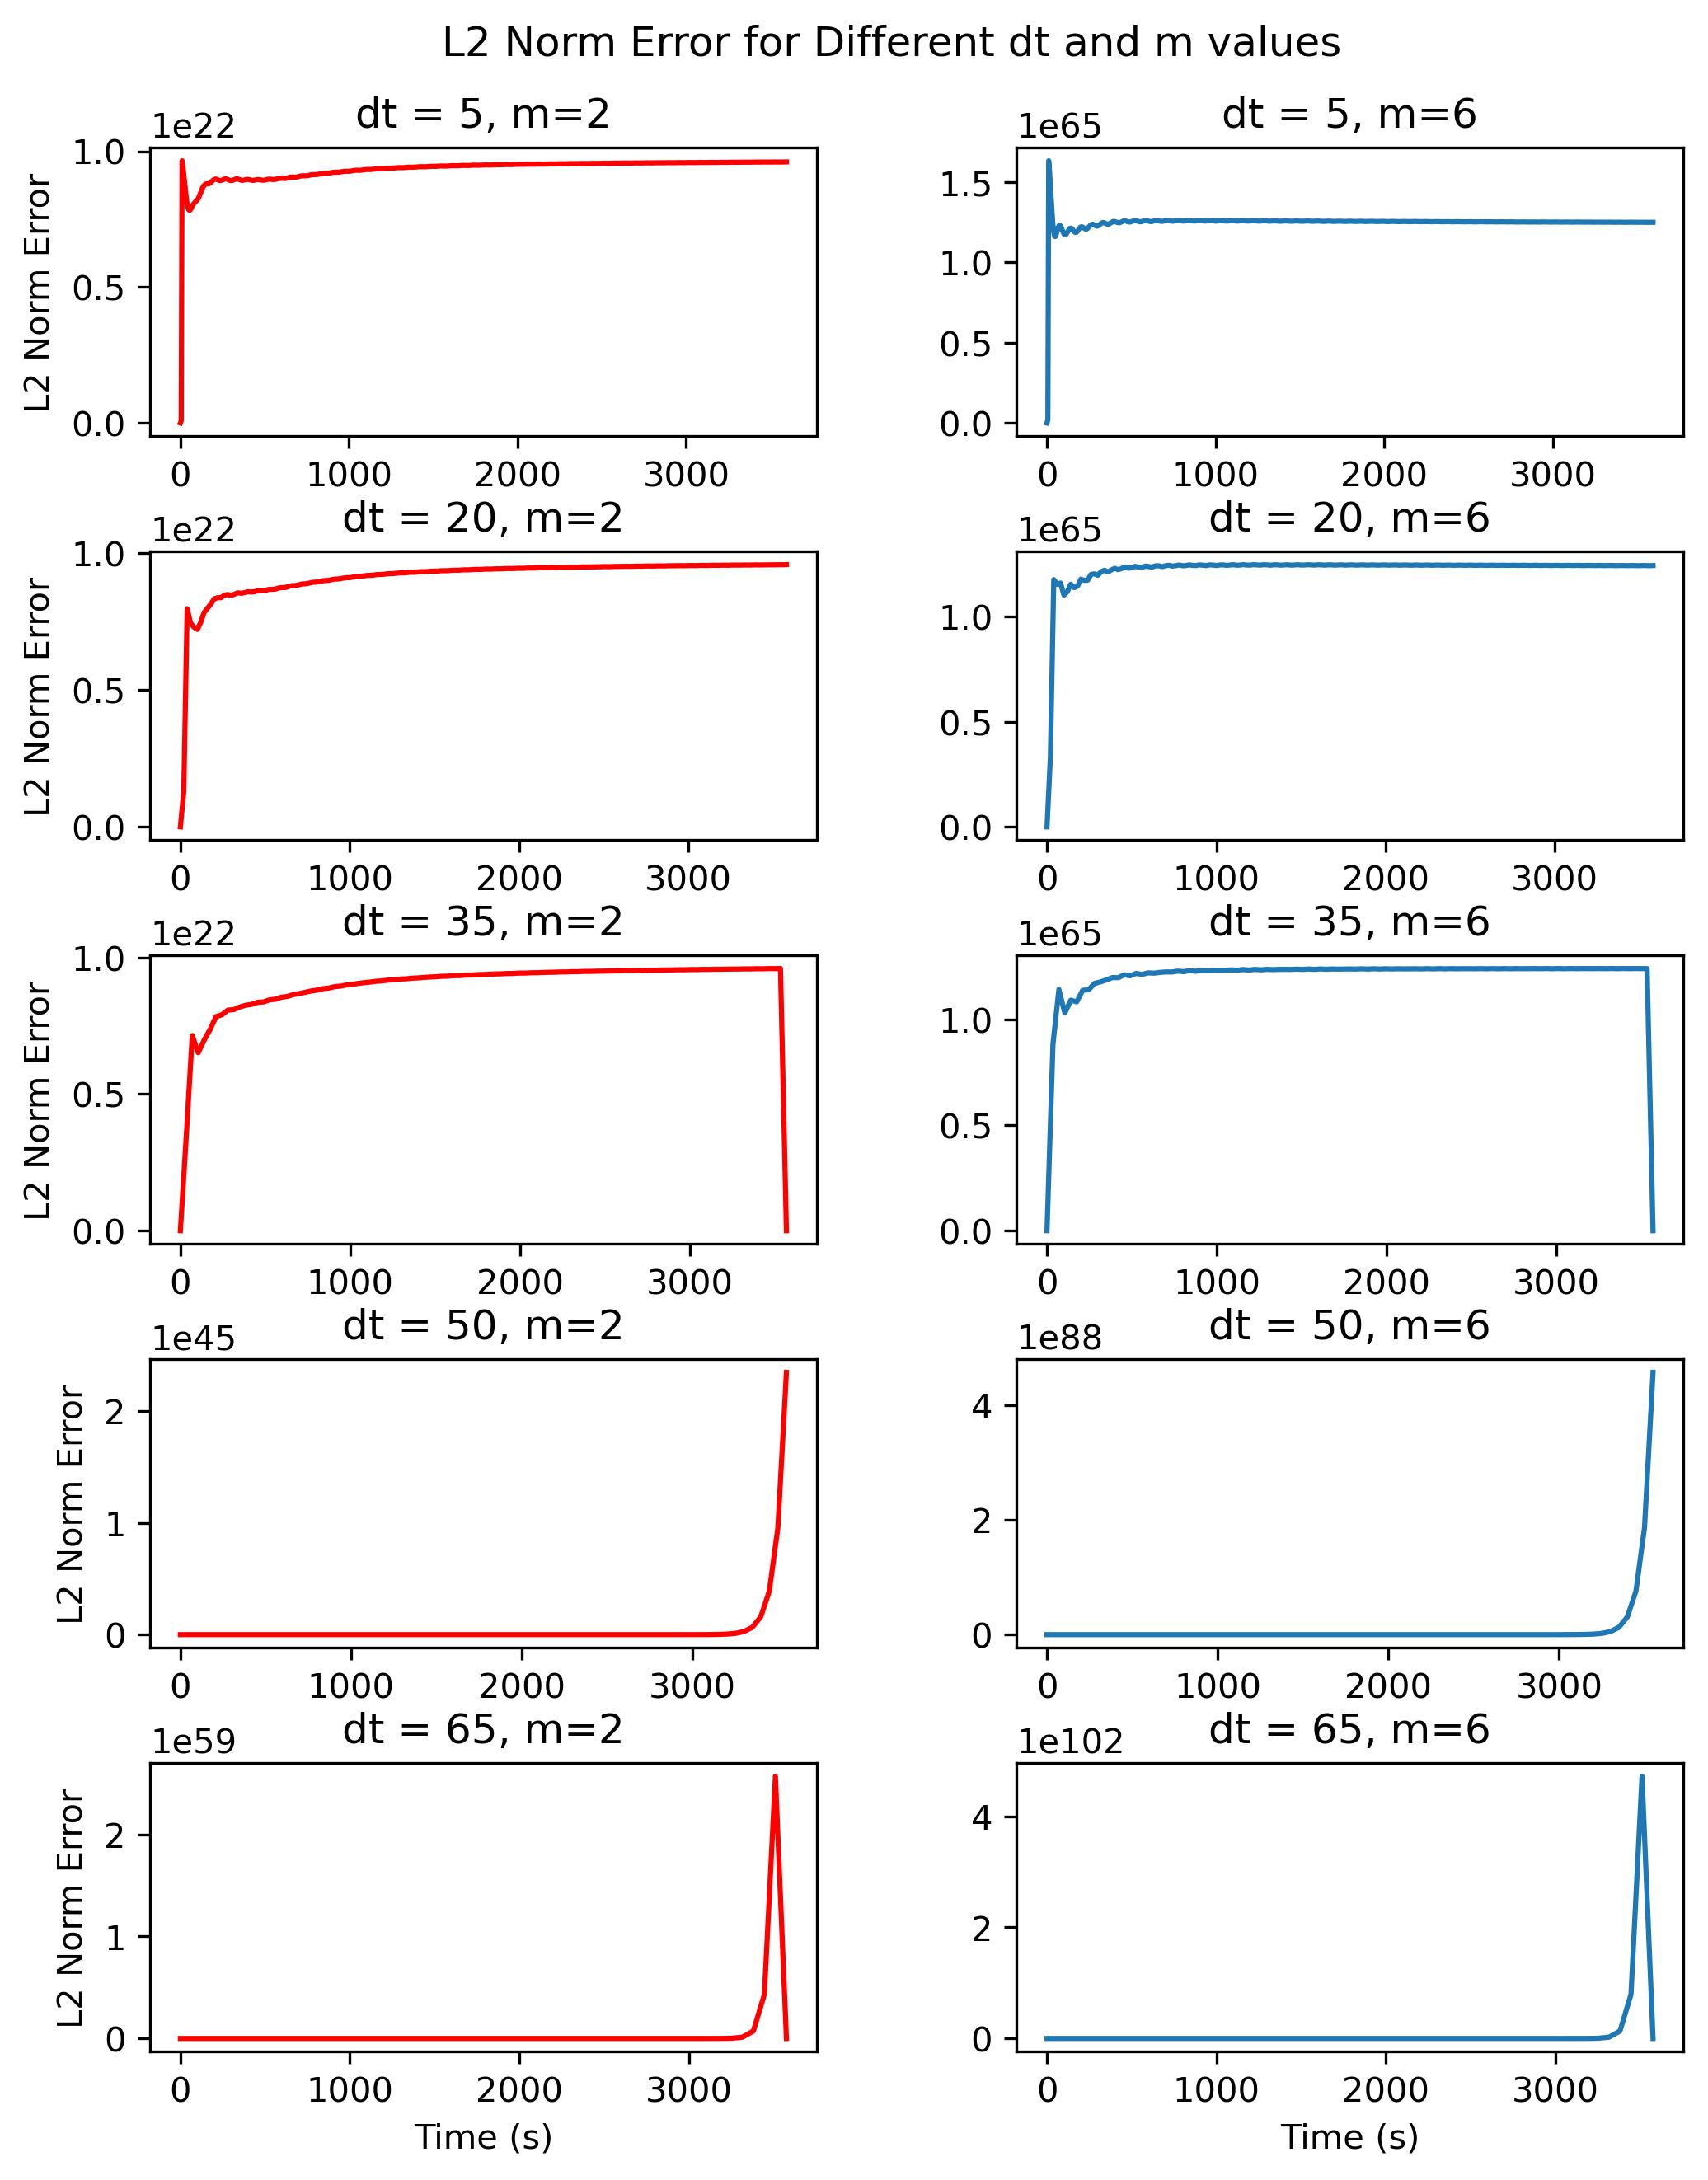 L2 Norm Error for Different dt and m values
dt = 5, m=2
1e22
L2 Norm Error
1.0
0.5
0.0
0 1000 2000 3000
dt = 5, m=6
1e65
1.5
1.0
0.5
0.0
0 1000 2000 3000
dt = 20, m=2
1e22
L2 Norm Error
1.0
0.5
0.0
0 1000 2000 3000
dt = 20, m=6
1e65
1.0
0.5
0.0
0 1000 2000 3000
dt = 35, m=2
1e22
L2 Norm Error
1.0
0.5
0.0
0 1000 2000 3000
dt = 35, m=6
1e65
1.0
0.5
0.0
0 1000 2000 3000
dt = 50, m=2
1e45
L2 Norm Error
2
1
0
0 1000 2000 3000
dt = 50, m=6
1e88
4
2
0
0 1000 2000 3000
dt = 65, m=2
1e59
L2 Norm Error
2
1
0
0 1000 2000 3000
Time (s)
dt = 65, m=6
1e102
4
2
0
0 1000 2000 3000
Time (s)